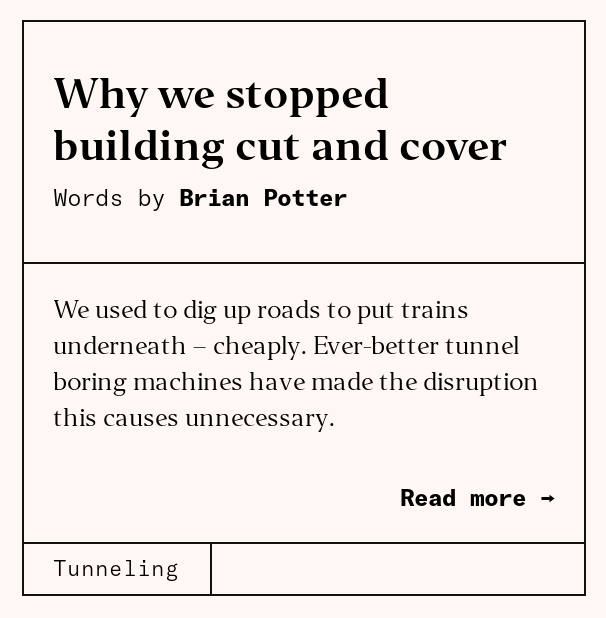 Why we stopped
building cut and cover
Words by Brian Potter
We used to dig up roads to put trains
underneath – cheaply. Ever-better tunnel
boring machines have made the disruption
this causes unnecessary.
Read more →
Tunneling